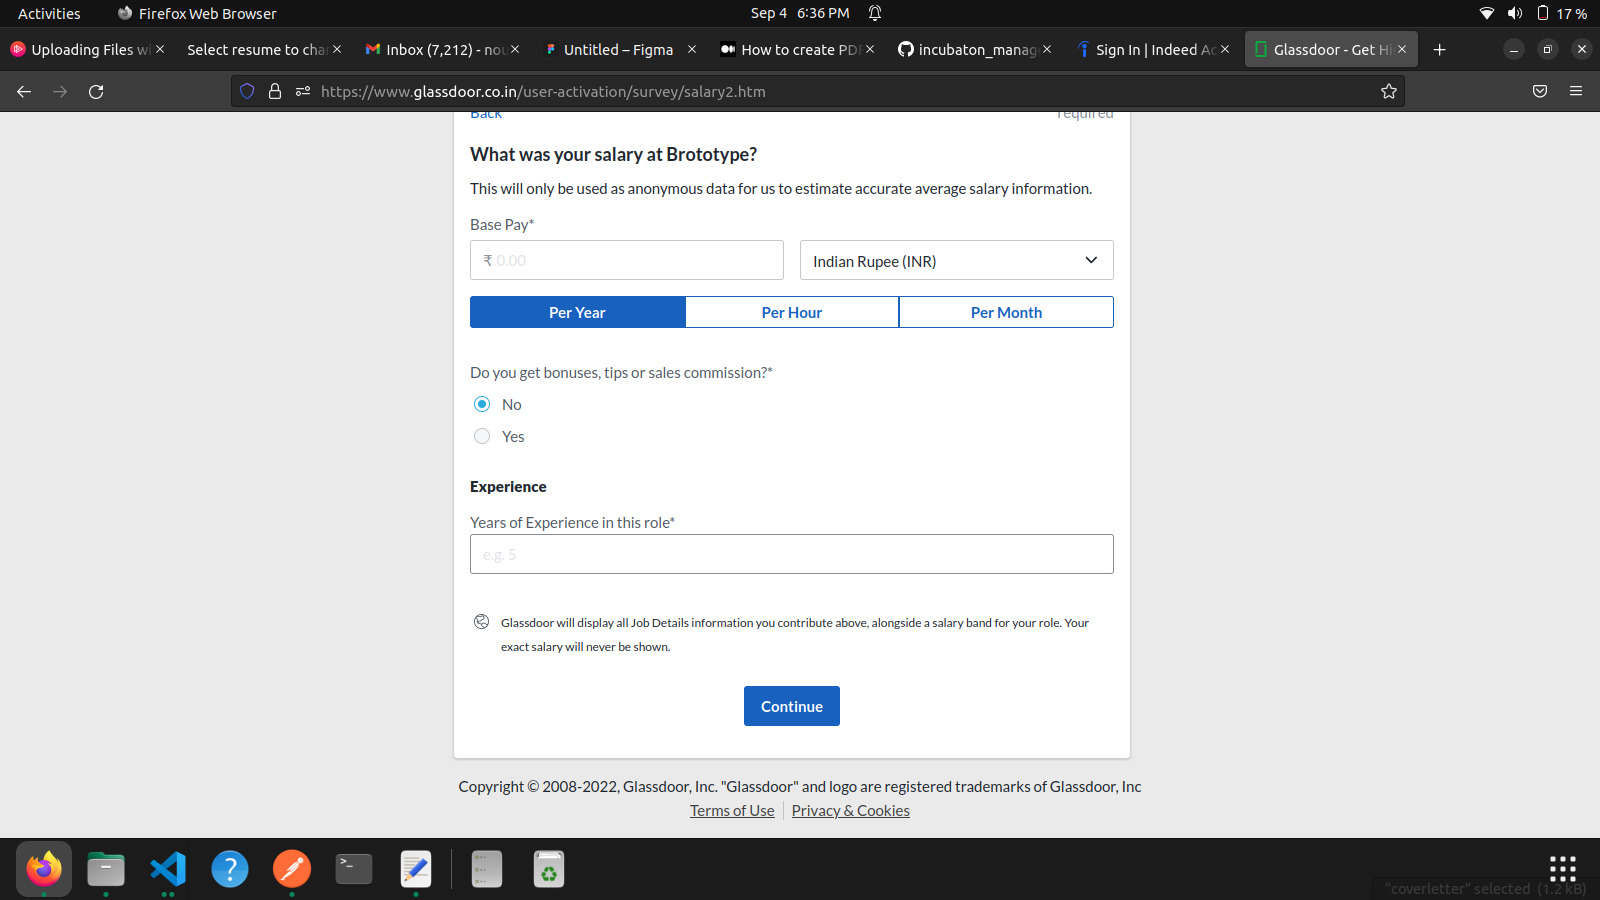 Activities Firefox Web Browser Sep 4 6:36 PM 17 %
Uploading Files wi Select resume to cha Inbox (7,212) - nou Untitled – Figma How to create PDF incubaton_manag Sign In | Indeed Ac Glassdoor - Get Hi
https://www.glassdoor.co.in/user-activation/survey/salary2.htm
Back required
What was your salary at Brototype?
This will only be used as anonymous data for us to estimate accurate average salary information.
Base Pay*
₹ 0.00 Indian Rupee (INR)
Per Year Per Hour Per Month
Do you get bonuses, tips or sales commission?*
No
Yes
Experience
Years of Experience in this role*
e.g. 5
Glassdoor will display all Job Details information you contribute above, alongside a salary band for your role. Your
exact salary will never be shown.
Continue
Copyright © 2008-2022, Glassdoor, Inc. "Glassdoor" and logo are registered trademarks of Glassdoor, Inc
Terms of Use Privacy & Cookies
"coverletter" selected (1.2 kB)